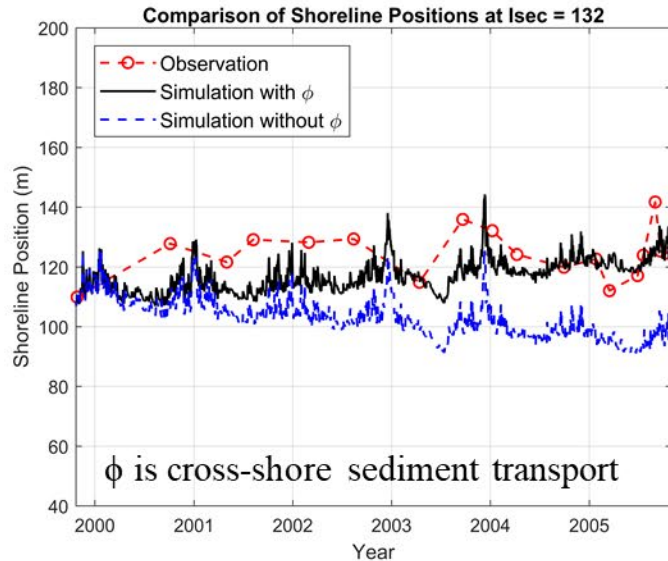 Comparison of Shoreline Positions at Isec = 132
Observation
Simulation with ϕ
Simulation without ϕ
Shoreline Position (m)
200
180
160
140
120
100
80
60
40
ϕ is cross-shore sediment transport
2000 2001 2002 2003 2004 2005
Year